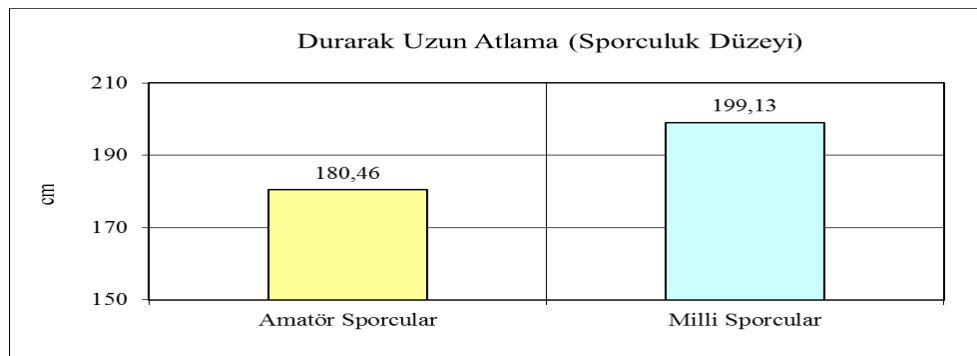 Durarak Uzun Atlama (Sporculuk Düzeyi)
210
199,13
190
180,46
cm
170
150
Amatör Sporcular
Milli Sporcular